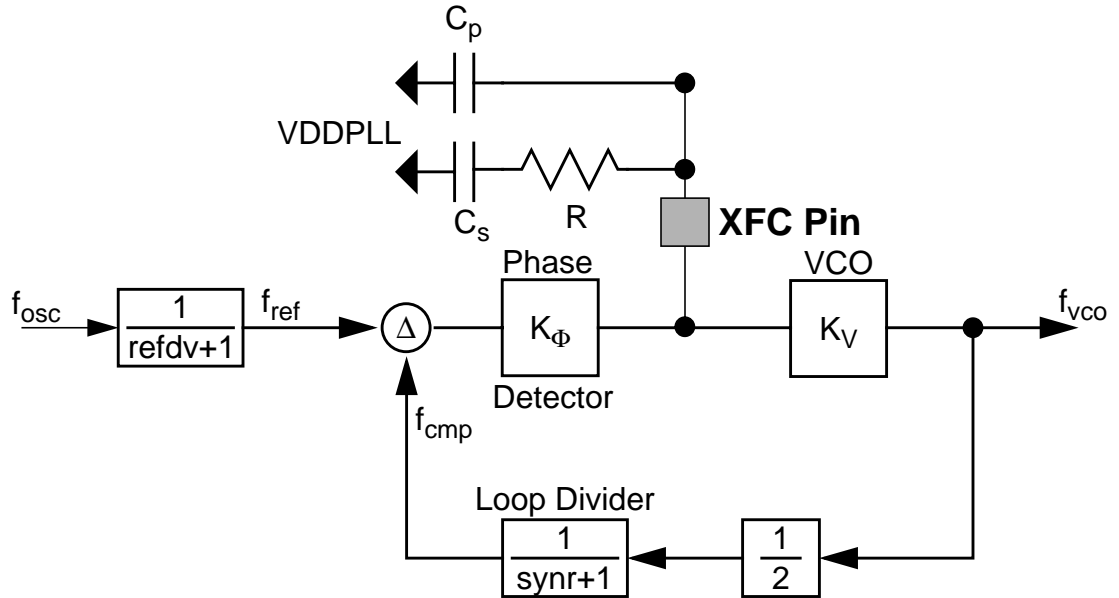 Cp
VDDPLL
Cs
R
XFC Pin
Phase
VCO
fosc
1
refdv+1
fref
Δ
KΦ
KV
fvco
Detector
fcmp
Loop Divider
1
synr+1
1
2